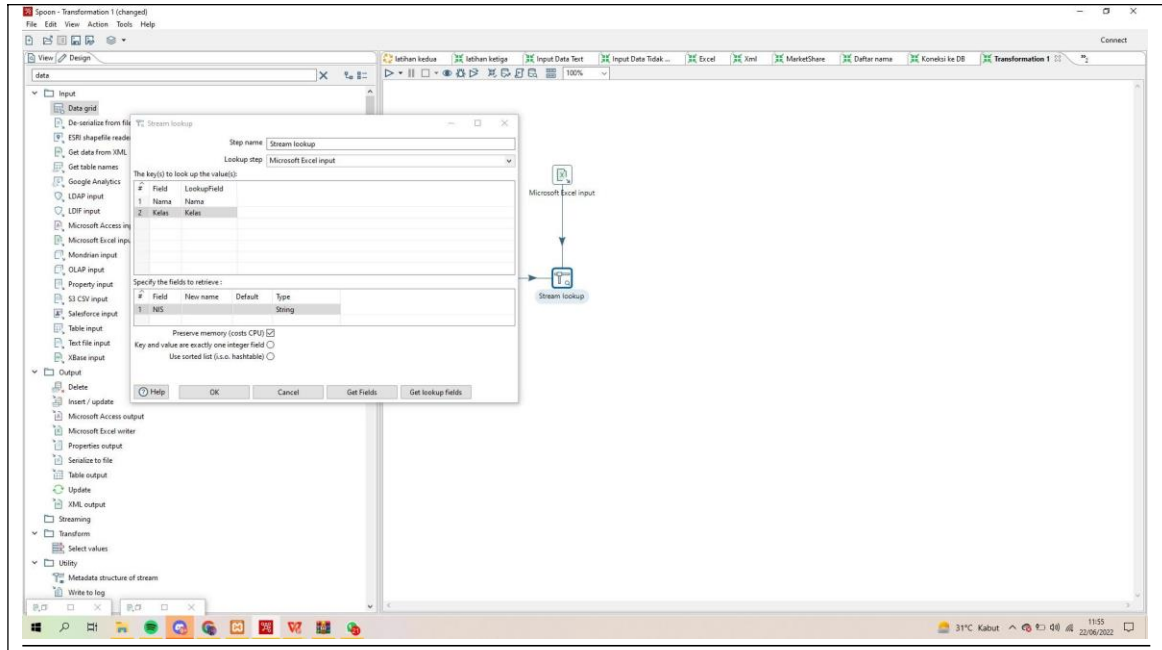 Spoon - Transformation 1 (changed)
File Edit View Action Tools Help
Connect
View Design
latihan kedua latihan ketiga Input Data Text Input Data Tidak ... Excel Xml MarketShare Daftar nama Koneksi ke DB Transformation 1
data
100%
Input
Data grid
De-serialize from file
ESRI shapefile reade
Get data from XML
Get table names
Google Analytics
LDAP input
LDIF input
Microsoft Access inp
Microsoft Excel inpu
Mondrian input
OLAP input
Property input
S3 CSV input
Salesforce input
Table input
Text file input
XBase input
Output
Delete
Insert / update
Microsoft Access output
Microsoft Excel writer
Properties output
Serialize to file
Table output
Update
XML output
Streaming
Transform
Select values
Utility
Metadata structure of stream
Write to log
Stream lookup
Step name Stream lookup
Lookup step Microsoft Excel input
The key(s) to look up the value(s):
# Field LookupField
1 Nama Nama
2 Kelas Kelas
Specify the fields to retrieve :
# Field New name Default Type
1 NIS String
Preserve memory (costs CPU)
Key and value are exactly one integer field
Use sorted list (i.s.o. hashtable)
Help OK Cancel Get Fields Get lookup fields
Microsoft Excel input
Stream lookup
31°C Kabut
11:55
22/06/2022